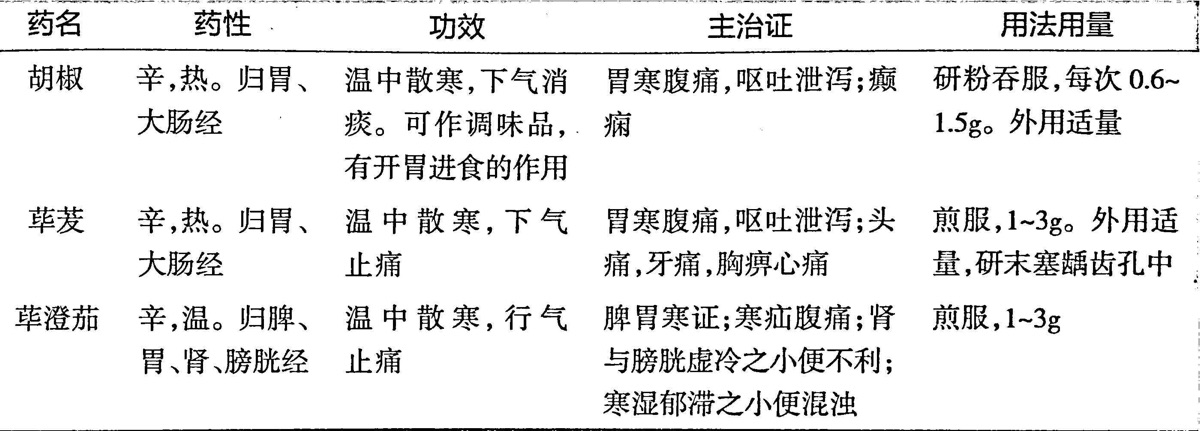 药名 药性 功效 主治证 用法用量
胡椒 辛,热。归胃、 温中散寒,下气消 胃寒腹痛,呕吐泄泻;癫 研粉吞服,每次 0.6~
大肠经 痰。可作调味品, 痫 1.5g。外用适量
有开胃进食的作用
荜茇 辛,热。归胃、 温中散寒,下气 胃寒腹痛,呕吐泄泻;头 煎服,1~3g。外用适
大肠经 止痛 痛,牙痛,胸痹心痛 量,研末塞龋齿孔中
荜澄茄 辛,温。归脾、 温中散寒,行气 脾胃寒证;寒疝腹痛;肾 煎服,1~3g
胃、肾、膀胱经 止痛 与膀胱虚冷之小便不利;
寒湿郁滞之小便混浊